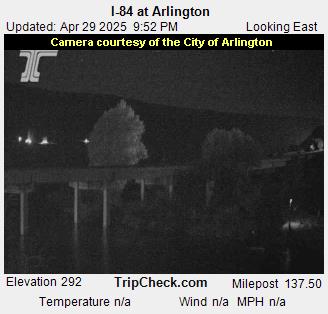 I-84 at Arlington
Updated: Apr 29 2025 9:52 PM Looking East
Camera courtesy of the City of Arlington
Elevation 292 TripCheck.com Milepost 137.50
Temperature n/a Wind n/a MPH n/a